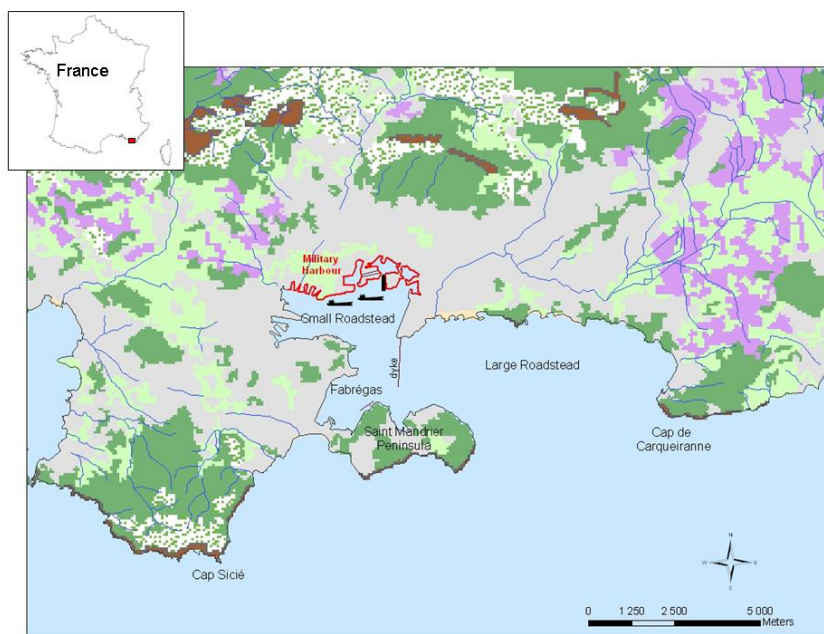 France
Military
Harbour
Small Roadstead
dyke
Large Roadstead
Fabrégas
Saint Mandrier
Peninsula
Cap de
Carqueiranne
Cap Sicié
N
W
E
S
0 1 250 2 500 5 000
Meters